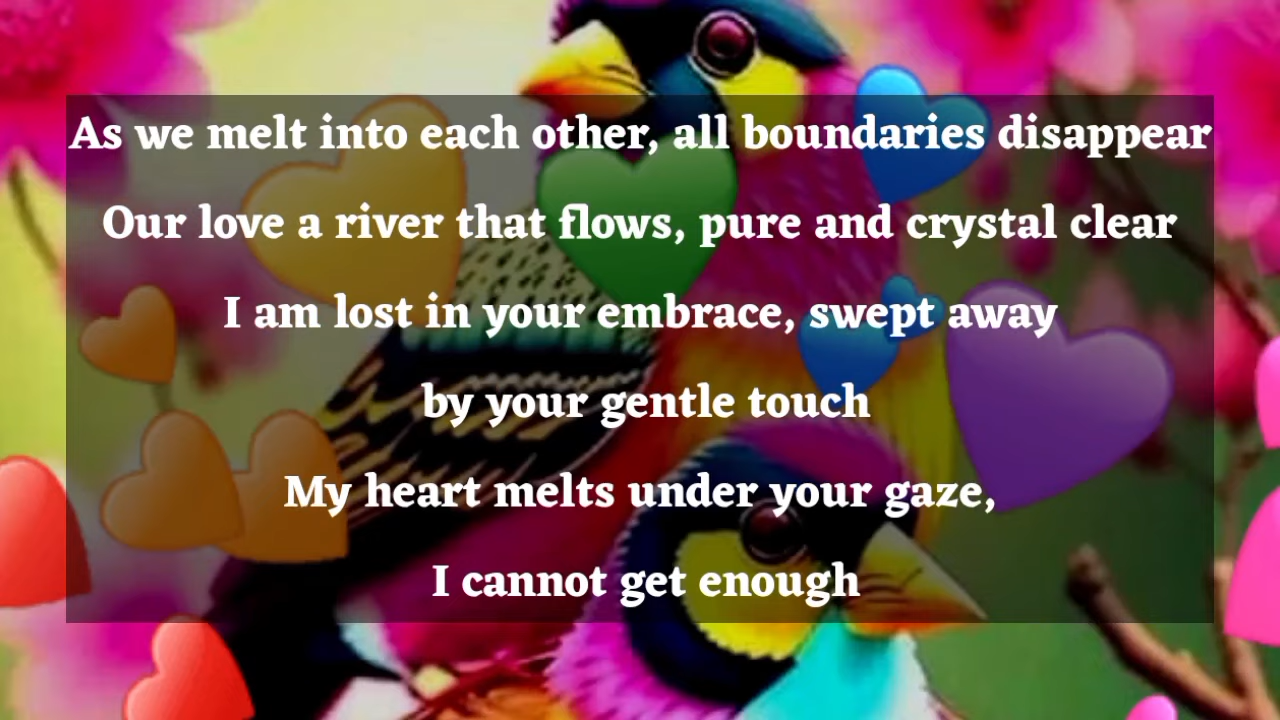 As we melt into each other, all boundaries disappear
Our love a river that flows, pure and crystal clear
I am lost in your embrace, swept away
by your gentle touch
My heart melts under your gaze,
I cannot get enough